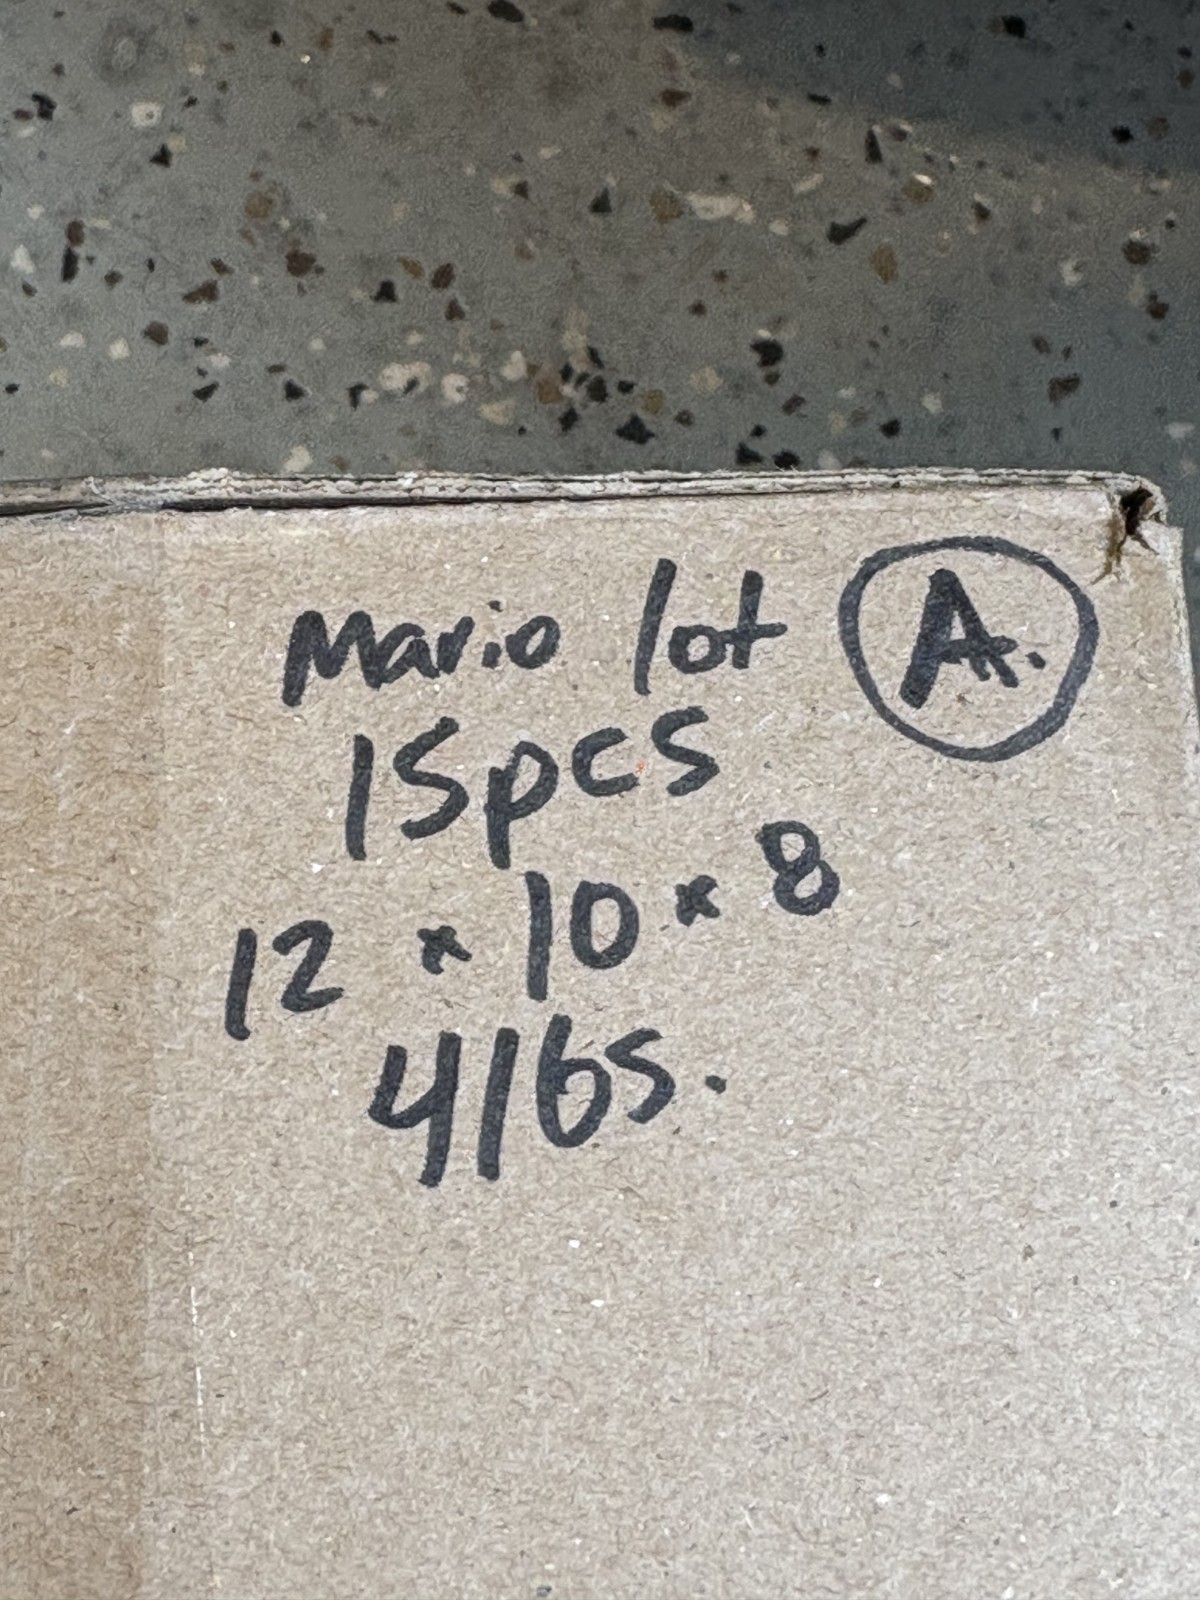 Mario lot A.
15pcs
12 x 10 x 8
4lbs.